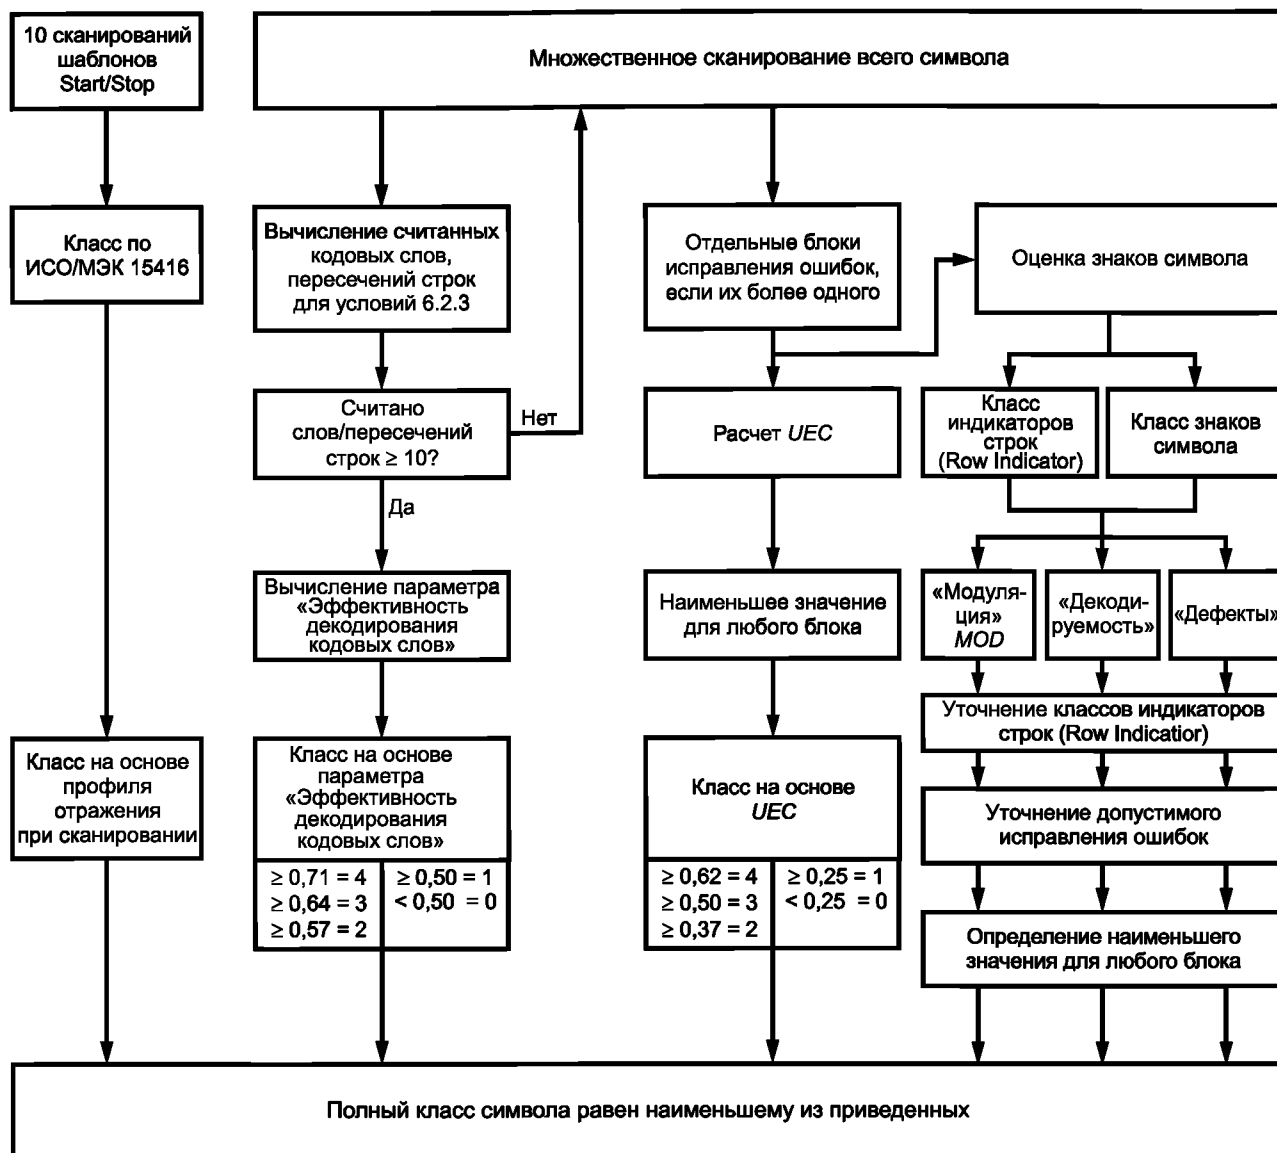 10 сканирований
шаблонов
Start/Stop
Множественное сканирование всего символа
Класс по
ИСО/МЭК 15416
Вычисление считанных
кодовых слов,
пересечений строк
для условий 6.2.3
Отдельные блоки
исправления ошибок,
если их более одного
Оценка знаков символа
Считано
слов/пересечений
строк ≥ 10?
Нет
Да
Расчет UEC
Класс
индикаторов
строк
(Row Indicator)
Класс знаков
символа
Вычисление параметра
«Эффективность
декодирования
кодовых слов»
Наименьшее значение
для любого блока
«Модуля-
ция»
MOD
«Декоди-
руемость»
«Дефекты»
Уточнение классов индикаторов
строк (Row Indicatior)
Класс на основе
профиля
отражения
при сканировании
Класс на основе
параметра
«Эффективность
декодирования
кодовых слов»
≥ 0,71 = 4
≥ 0,64 = 3
≥ 0,57 = 2
≥ 0,50 = 1
< 0,50 = 0
Класс на основе
UEC
≥ 0,62 = 4
≥ 0,50 = 3
≥ 0,37 = 2
≥ 0,25 = 1
< 0,25 = 0
Уточнение допустимого
исправления ошибок
Определение наименьшего
значения для любого блока
Полный класс символа равен наименьшему из приведенных